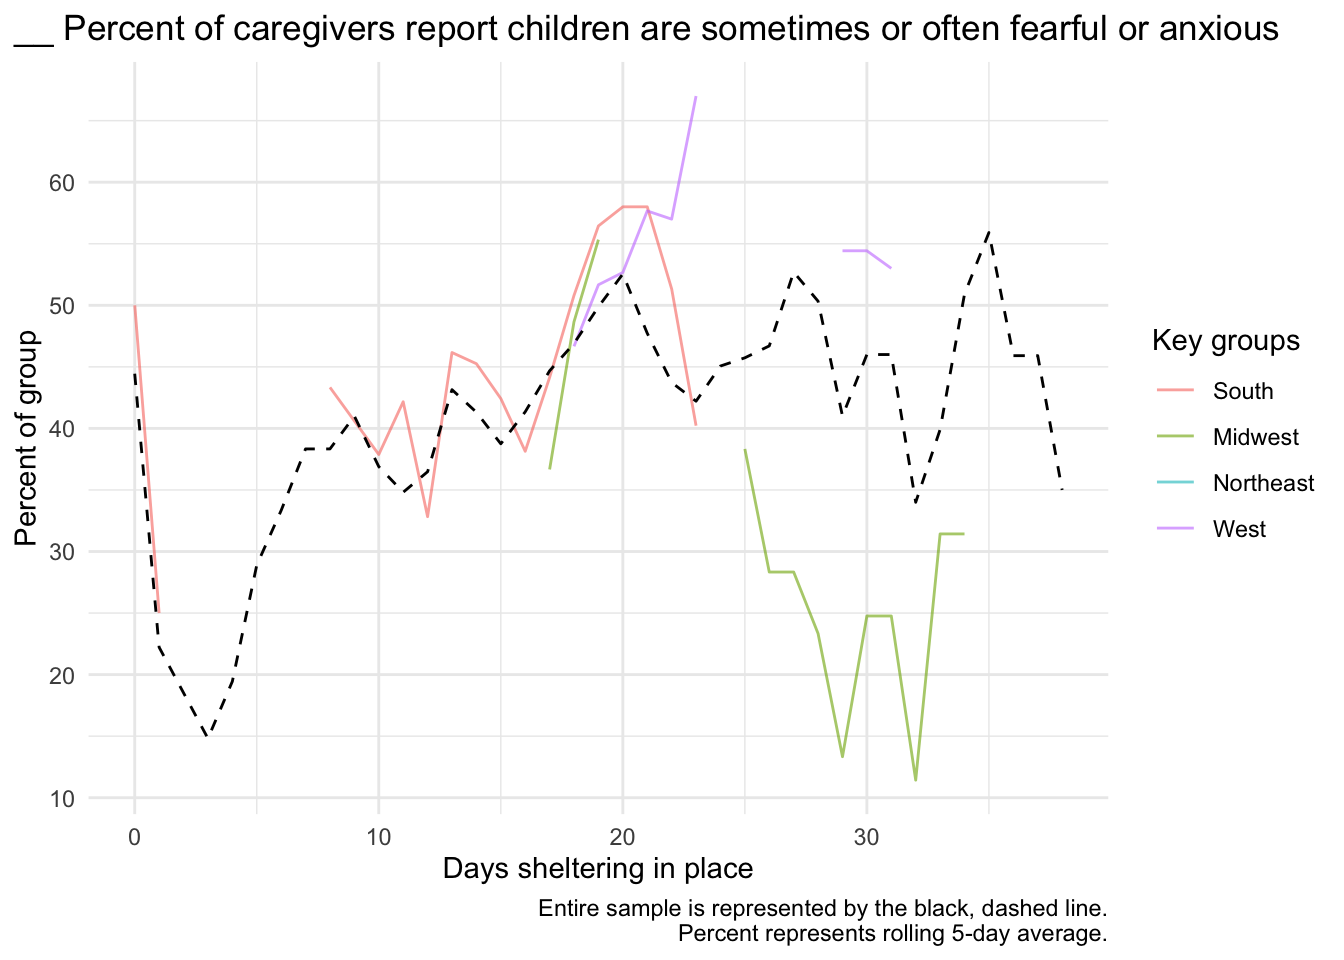 __ Percent of caregivers report children are sometimes or often fearful or anxious
60
50
40
30
20
10
Percent of group
0 10 20 30
Days sheltering in place
Key groups
South
Midwest
Northeast
West
Entire sample is represented by the black, dashed line.
Percent represents rolling 5-day average.